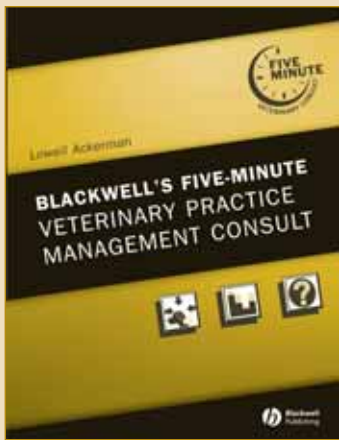 FIVE
MINUTE
VETERINARY CONSULT
Lowell Ackerman
BLACKWELL'S FIVE-MINUTE
VETERINARY PRACTICE
MANAGEMENT CONSULT
?
Blackwell
Publishing